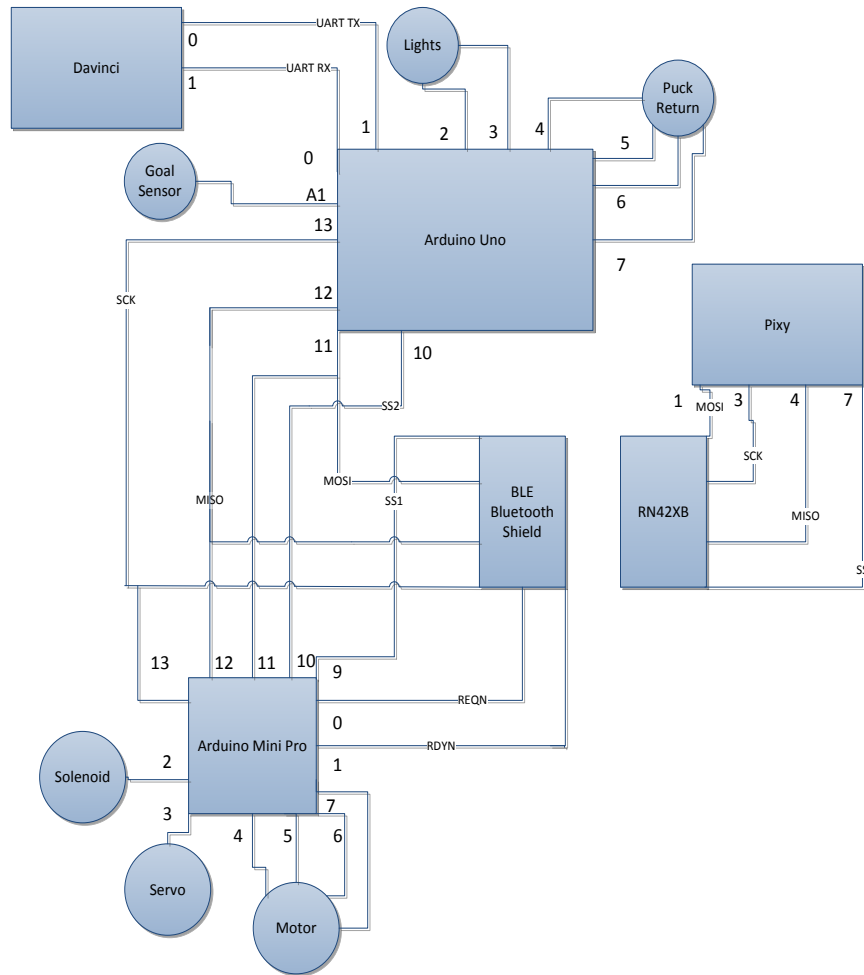 UART TX
Lights
0
Davinci
UART RX
Puck
Return
1
1
2
3
4
5
0
Goal
Sensor
A1
6
13
Arduino Uno
7
12
SCK
Pixy
11
10
1
MOSI
3
4
7
SS2
SCK
MOSI
BLE
Bluetooth
Shield
MISO
SS1
RN42XB
MISO
SS
13
12
11
10
9
REQN
0
Arduino Mini Pro
RDYN
2
1
Solenoid
3
7
4
5
6
Servo
Motor